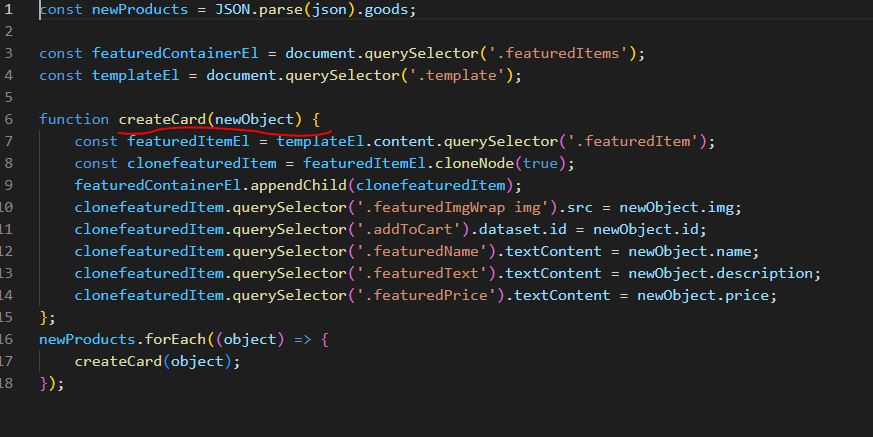 1 const newProducts = JSON.parse(json).goods;
2
3 const featuredContainerEl = document.querySelector('.featuredItems');
4 const templateEl = document.querySelector('.template');
5
6 function createCard(newObject) {
7     const featuredItemEl = templateEl.content.querySelector('.featuredItem');
8     const clonefeaturedItem = featuredItemEl.cloneNode(true);
9     featuredContainerEl.appendChild(clonefeaturedItem);
10     clonefeaturedItem.querySelector('.featuredImgWrap img').src = newObject.img;
11     clonefeaturedItem.querySelector('.addToCart').dataset.id = newObject.id;
12     clonefeaturedItem.querySelector('.featuredName').textContent = newObject.name;
13     clonefeaturedItem.querySelector('.featuredText').textContent = newObject.description;
14     clonefeaturedItem.querySelector('.featuredPrice').textContent = newObject.price;
15 };
16 newProducts.forEach((object) => {
17     createCard(object);
18 });